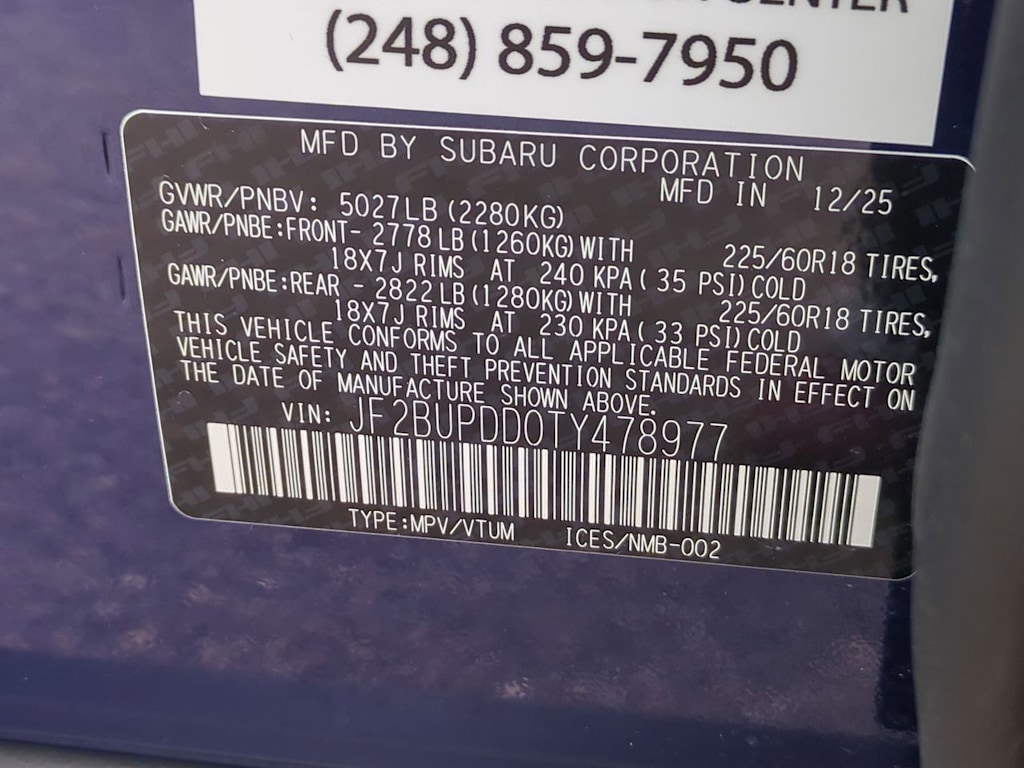 CENTER
(248) 859-7950
MFD BY SUBARU CORPORATION
MFD IN 12/25
GVWR/PNBV: 5027LB (2280KG)
GAWR/PNBE:FRONT- 2778 LB (1260KG) WITH 225/60R18 TIRES,
18X7J RIMS AT 240 KPA ( 35 PSI) COLD
GAWR/PNBE:REAR - 2822 LB (1280KG) WITH 225/60R18 TIRES,
18X7J RIMS AT 230 KPA ( 33 PSI) COLD
THIS VEHICLE CONFORMS TO ALL APPLICABLE FEDERAL MOTOR
VEHICLE SAFETY AND THEFT PREVENTION STANDARDS IN EFFECT ON
THE DATE OF MANUFACTURE SHOWN ABOVE.
VIN: JF2BUPDD0TY478977
TYPE:MPV/VTUM ICES/NMB-002